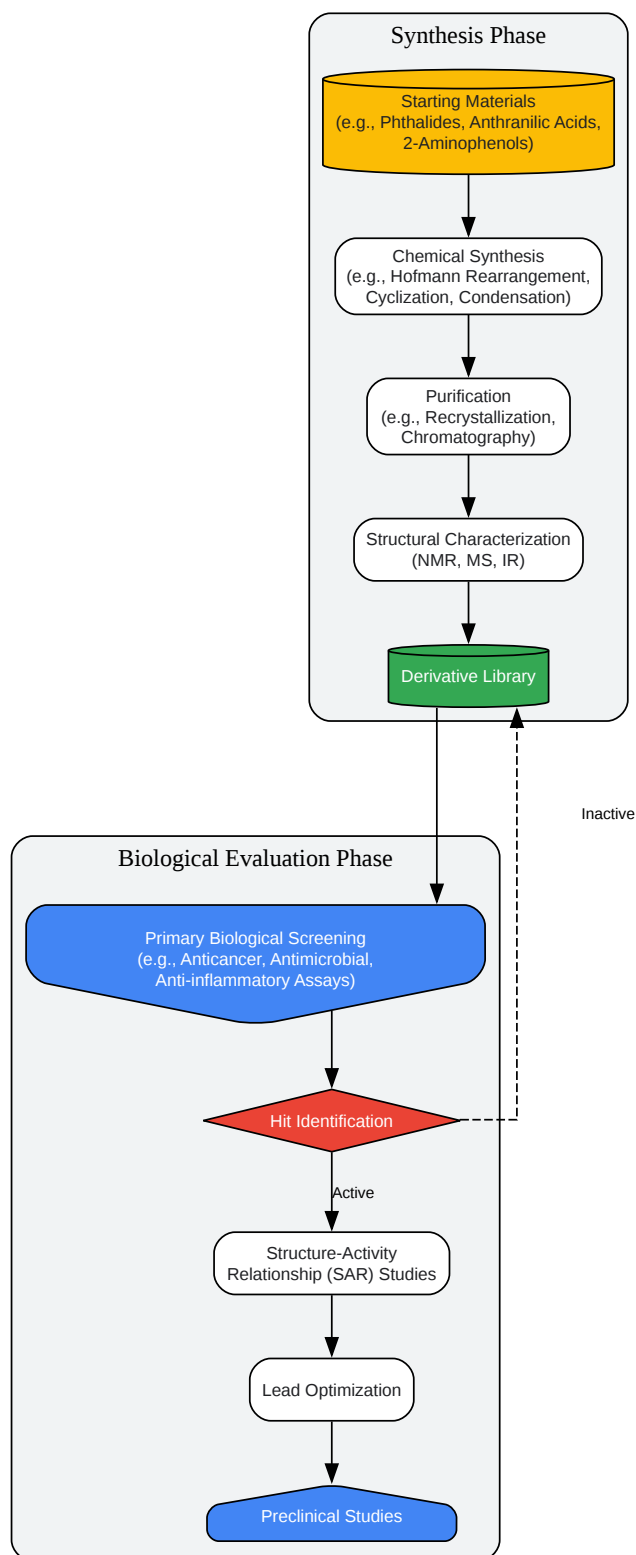 Synthesis Phase
Starting Materials
(e.g., Phthalides, Anthranilic Acids,
2-Aminophenols)
Chemical Synthesis
(e.g., Hofmann Rearrangement,
Cyclization, Condensation)
Purification
(e.g., Recrystallization,
Chromatography)
Structural Characterization
(NMR, MS, IR)
Derivative Library
Inactive
Biological Evaluation Phase
Primary Biological Screening
(e.g., Anticancer, Antimicrobial,
Anti-inflammatory Assays)
Hit Identification
Active
Structure-Activity
Relationship (SAR) Studies
Lead Optimization
Preclinical Studies